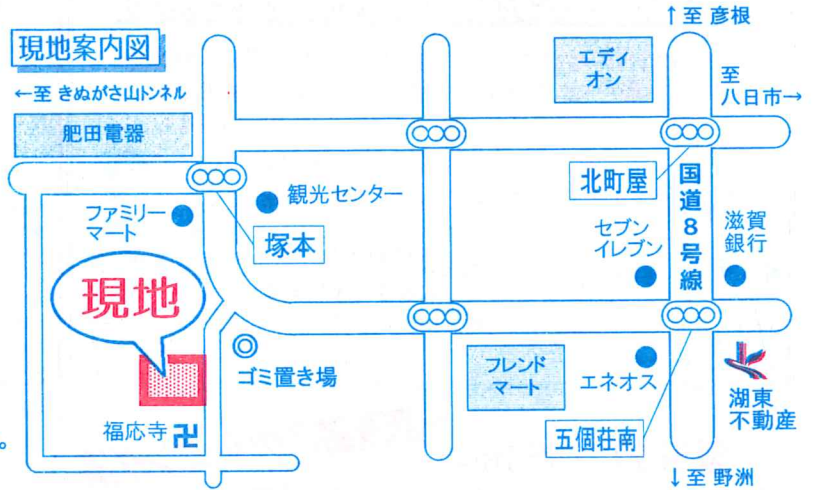 現地案内図
↑至 彦根
エディ
オン
至
八日市→
←至 きぬがさ山トンネル
肥田電器
北町屋
国道8号線
観光センター
ファミリー
マート
塚本
セブン
イレブン
滋賀
銀行
現地
ゴミ置き場
フレンド
マート
エネオス
湖東
不動産
福応寺 卍
五個荘南
↓至 野洲
。